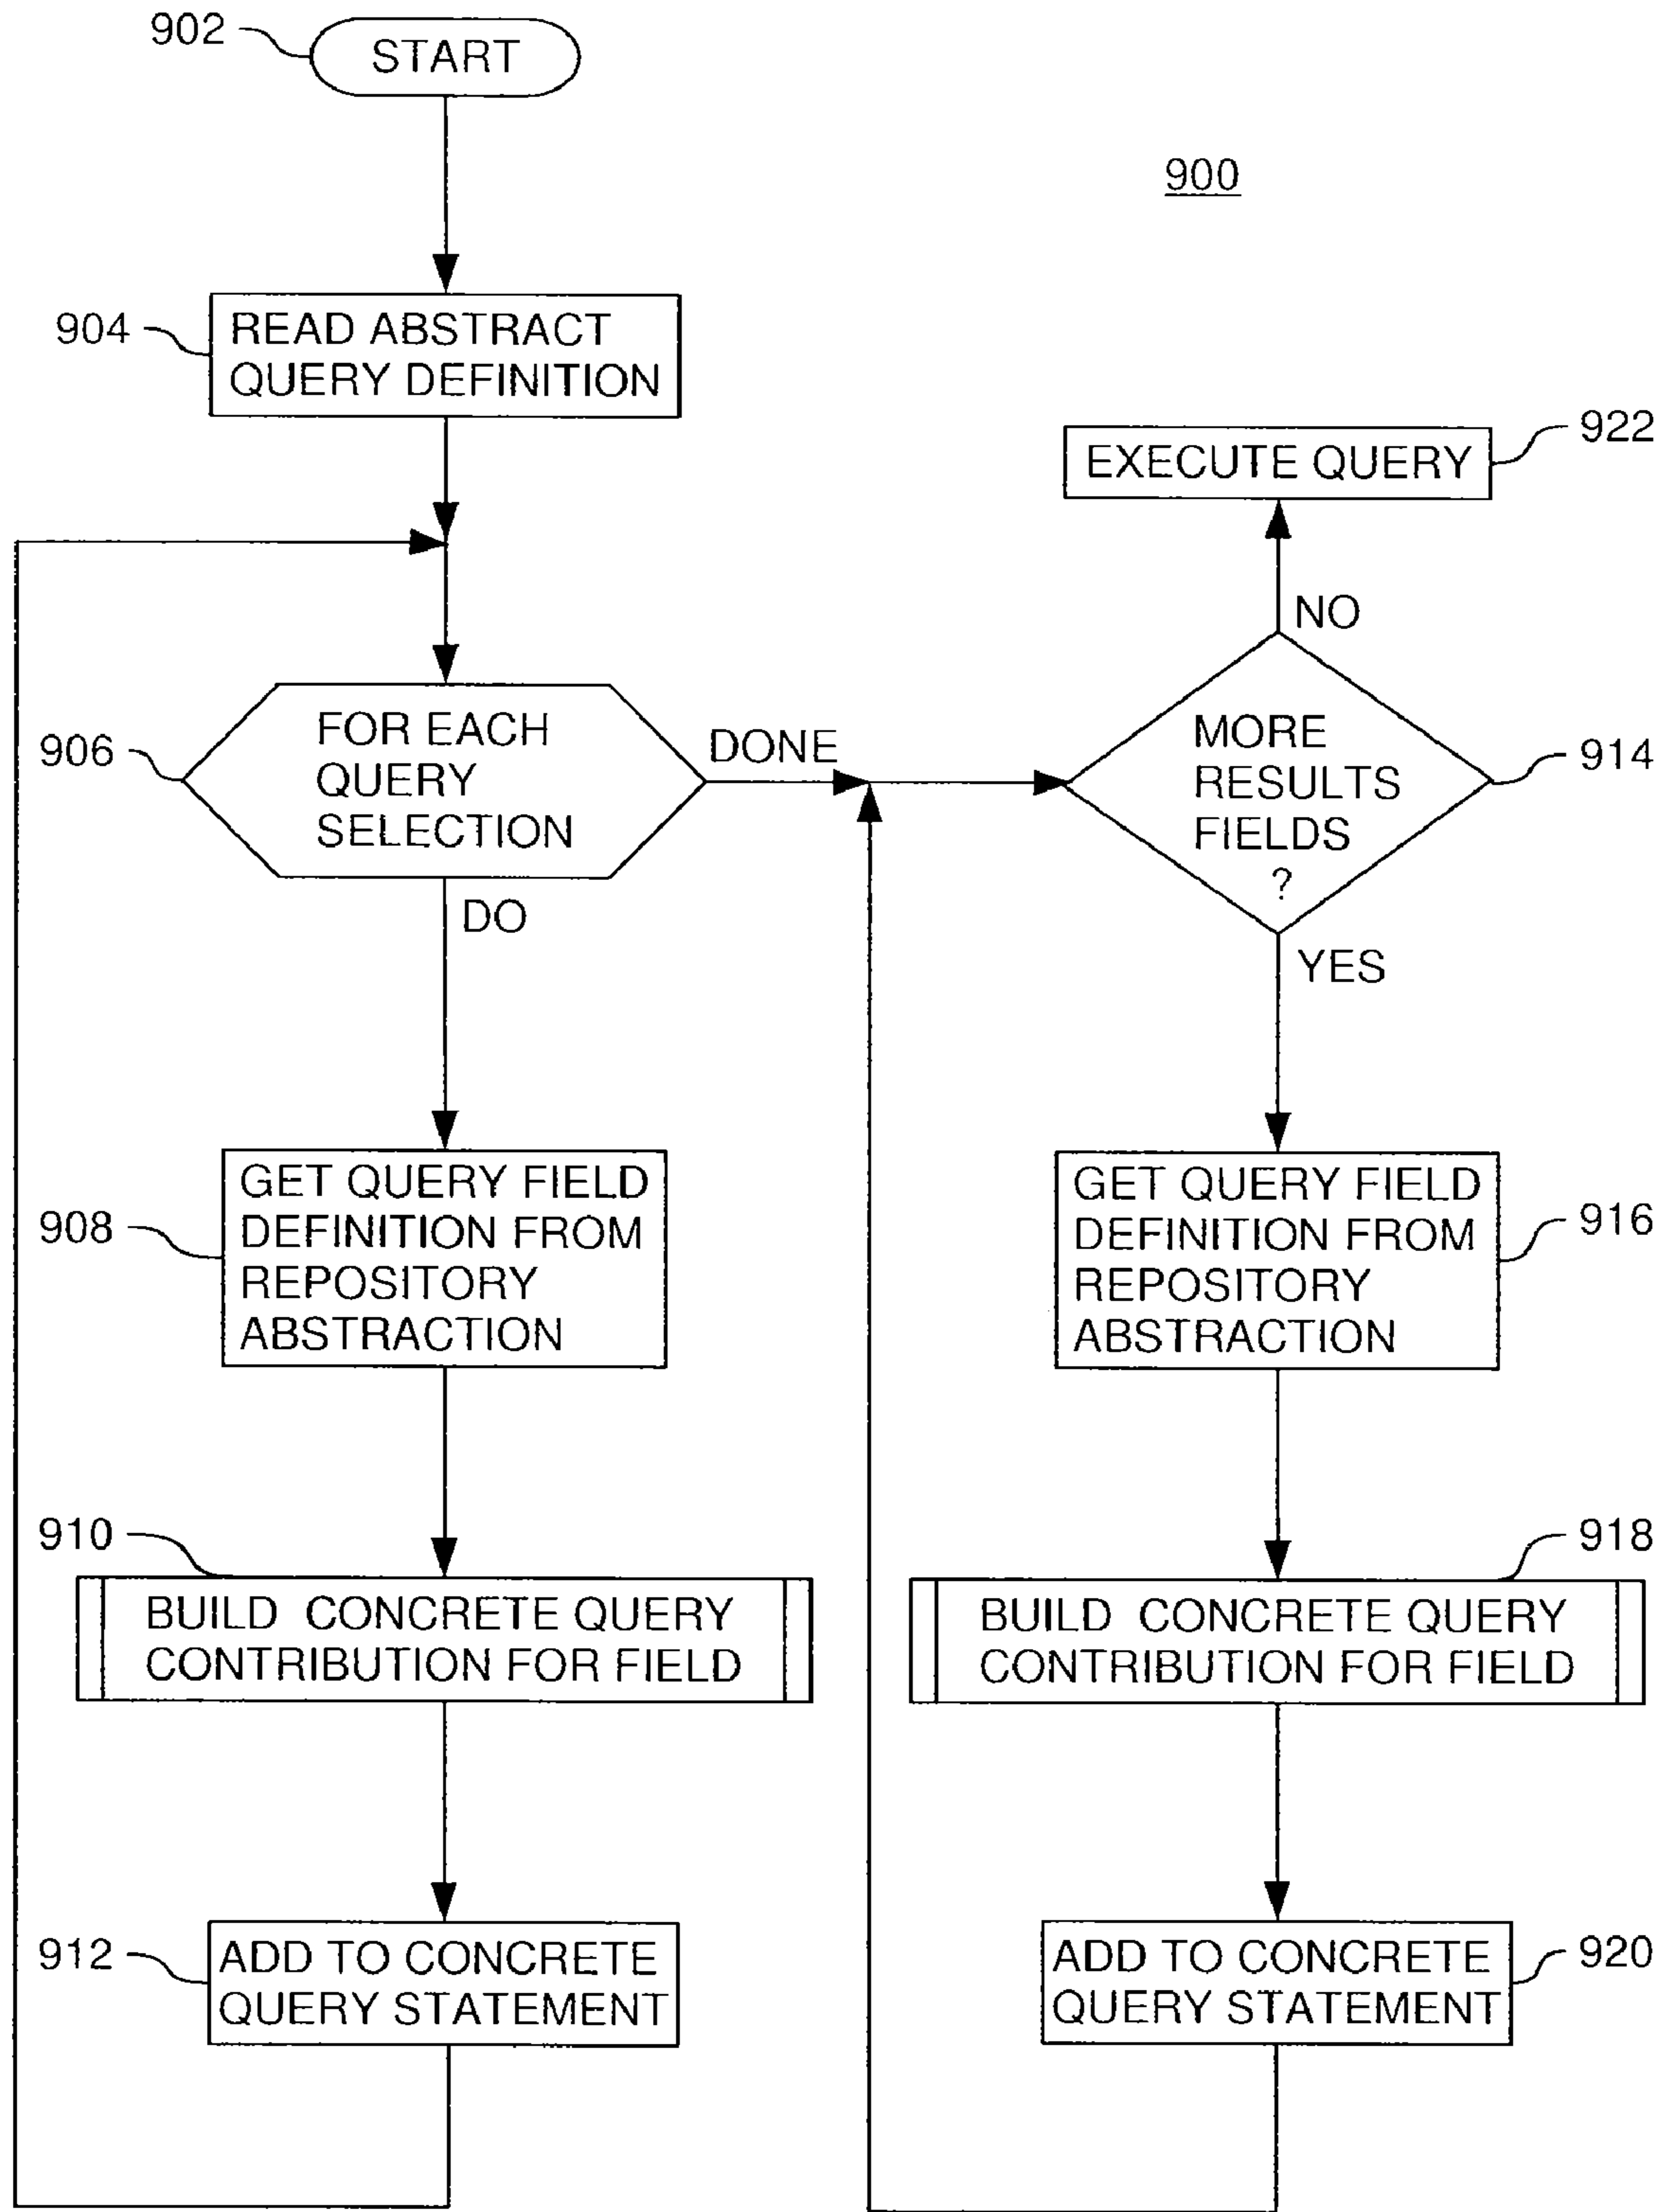 902
START
900
904
READ ABSTRACT
QUERY DEFINITION
922
EXECUTE QUERY
NO
906
FOR EACH
QUERY
SELECTION
DONE
MORE
RESULTS
FIELDS
?
914
DO
YES
908
GET QUERY FIELD
DEFINITION FROM
REPOSITORY
ABSTRACTION
GET QUERY FIELD
DEFINITION FROM
REPOSITORY
ABSTRACTION
916
910
BUILD CONCRETE QUERY
CONTRIBUTION FOR FIELD
918
BUILD CONCRETE QUERY
CONTRIBUTION FOR FIELD
912
ADD TO CONCRETE
QUERY STATEMENT
ADD TO CONCRETE
QUERY STATEMENT
920